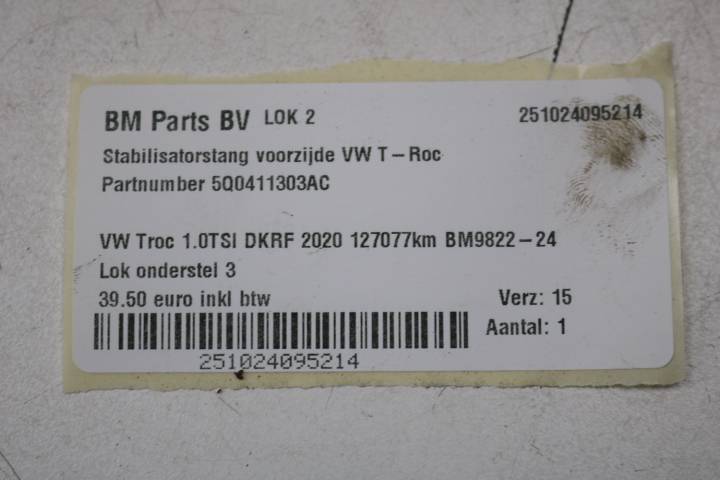 BM Parts BV LOK 2 251024095214
Stabilisatorstang voorzijde VW T-Roc
Partnumber 5Q0411303AC
VW Troc 1.0TSI DKRF 2020 127077km BM9822-24
Lok onderstel 3
39.50 euro inkl btw Verz: 15
Aantal: 1
251024095214